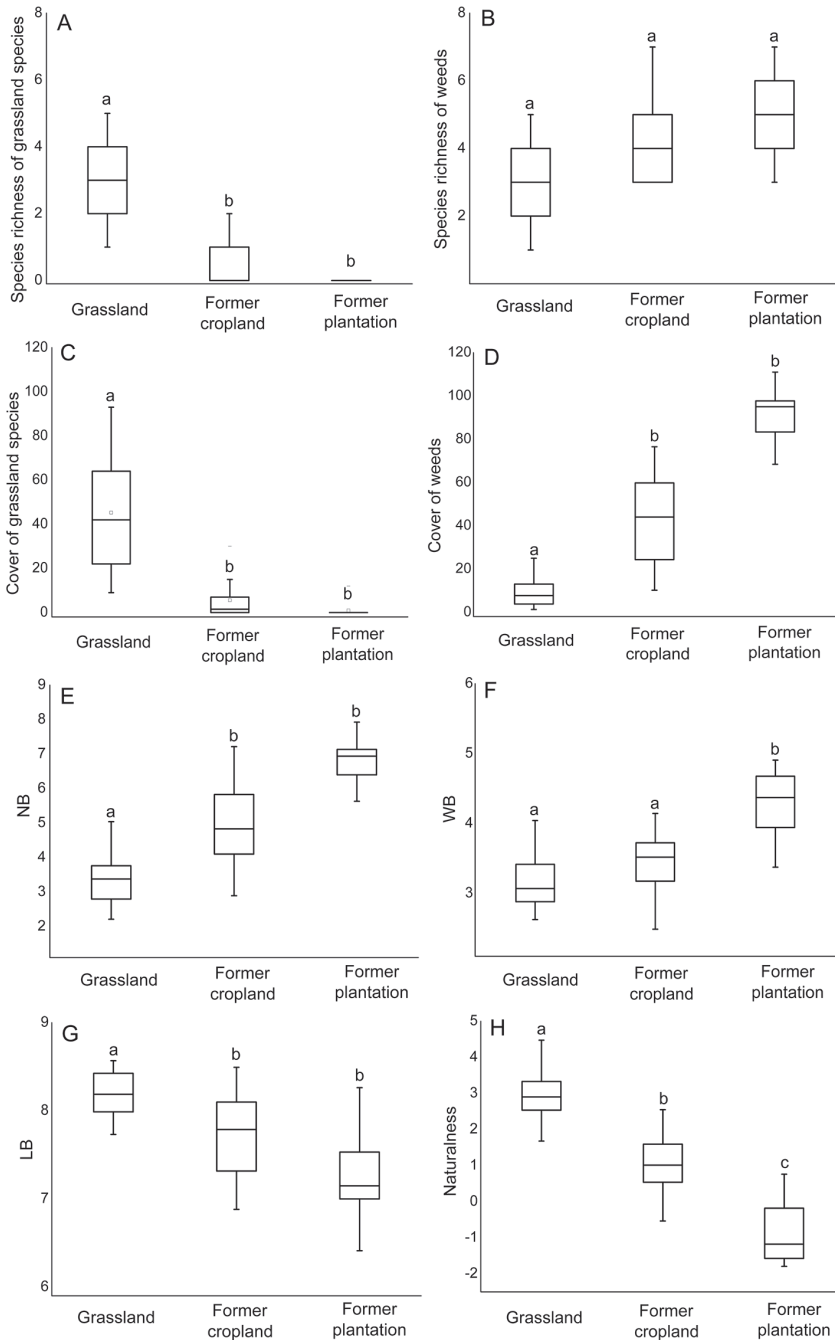 A
Species richness of grassland species
8
6
4
2
0
a
b
b
Grassland
Former
cropland
Former
plantation
B
Species richness of weeds
8
6
4
2
a
a
a
Grassland
Former
cropland
Former
plantation
C
Cover of grassland species
120
100
80
60
40
20
0
a
b
b
Grassland
Former
cropland
Former
plantation
D
Cover of weeds
120
100
80
60
40
20
0
a
b
b
Grassland
Former
cropland
Former
plantation
E
NB
9
8
7
6
5
4
3
2
a
b
b
Grassland
Former
cropland
Former
plantation
F
WB
6
5
4
3
a
a
b
Grassland
Former
cropland
Former
plantation
G
LB
9
8
7
6
a
b
b
Grassland
Former
cropland
Former
plantation
H
Naturalness
5
4
3
2
1
0
-1
-2
a
b
c
Grassland
Former
cropland
Former
plantation